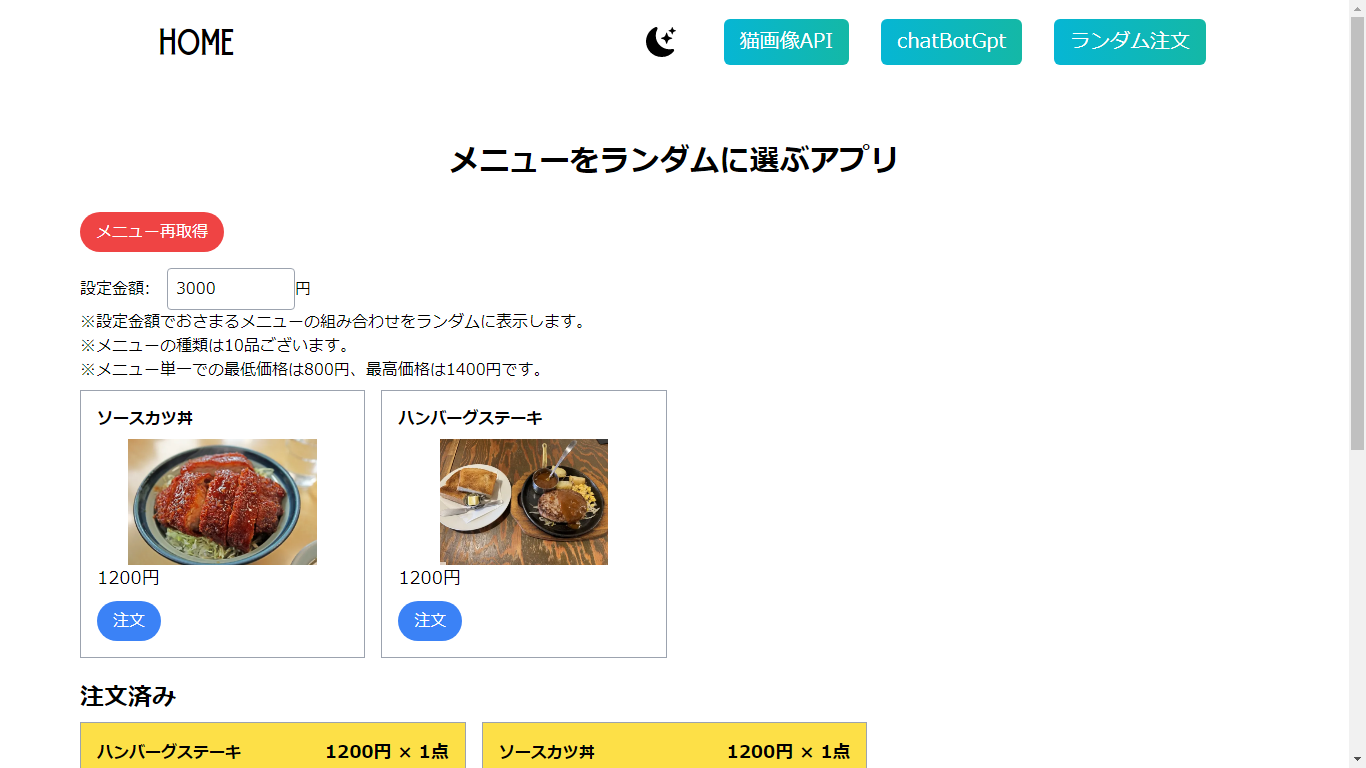 HOME
猫画像API
chatBotGpt
ランダム注文
メニューをランダムに選ぶアプリ
メニュー再取得
設定金額: 3000円
※設定金額でおさまるメニューの組み合わせをランダムに表示します。
※メニューの種類は10品ございます。
※メニュー単一での最低価格は800円、最高価格は1400円です。
ソースカツ丼
1200円
注文
ハンバーグステーキ
1200円
注文
注文済み
ハンバーグステーキ 1200円 × 1点
ソースカツ丼 1200円 × 1点